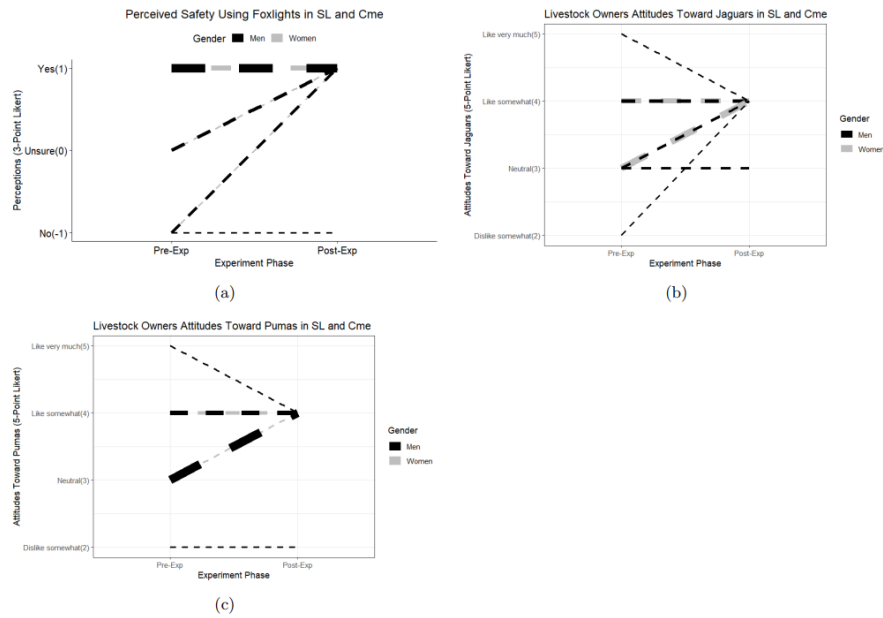 Perceived Safety Using Foxlights in SL and Cme
Gender Men Women
Perceptions (3-Point Likert)
Yes(1)
Unsure(0)
No(-1)
Pre-Exp Post-Exp
Experiment Phase
(a)
Livestock Owners Attitudes Toward Jaguars in SL and Cme
Attitudes Toward Jaguars (5-Point Likert)
Like very much(5)
Like somewhat(4)
Neutral(3)
Dislike somewhat(2)
Pre-Exp Post-Exp
Experiment Phase
Gender
Men
Women
(b)
Livestock Owners Attitudes Toward Pumas in SL and Cme
Attitudes Toward Pumas (5-Point Likert)
Like very much(5)
Like somewhat(4)
Neutral(3)
Dislike somewhat(2)
Pre-Exp Post-Exp
Experiment Phase
Gender
Men
Women
(c)